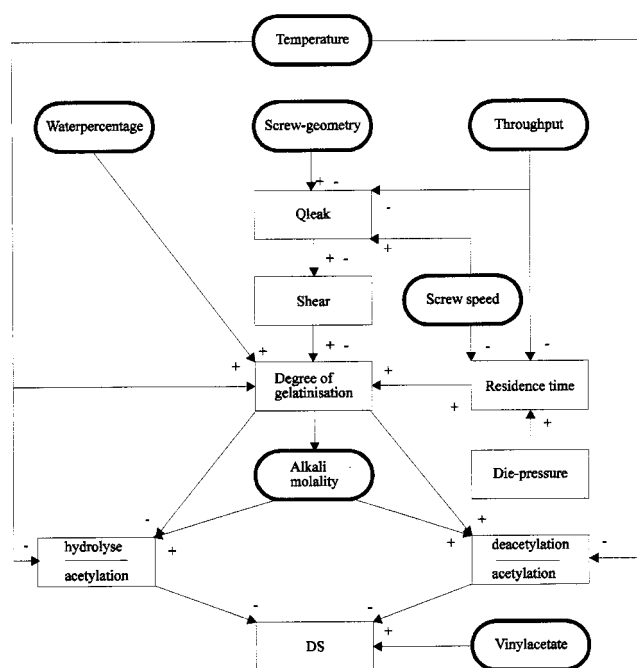 Temperature
Waterpercentage
Screw-geometry
Throughput
+ -
Qleak
-
+
+ -
Shear
Screw speed
+ -
-
-
+
+
Degree of
gelatinisation
+
+
Residence time
+
Alkali
molality
Die-pressure
-
+
-
hydrolyse
acetylation
+
+
deacetylation
acetylation
-
-
-
DS
+
Vinylacetate